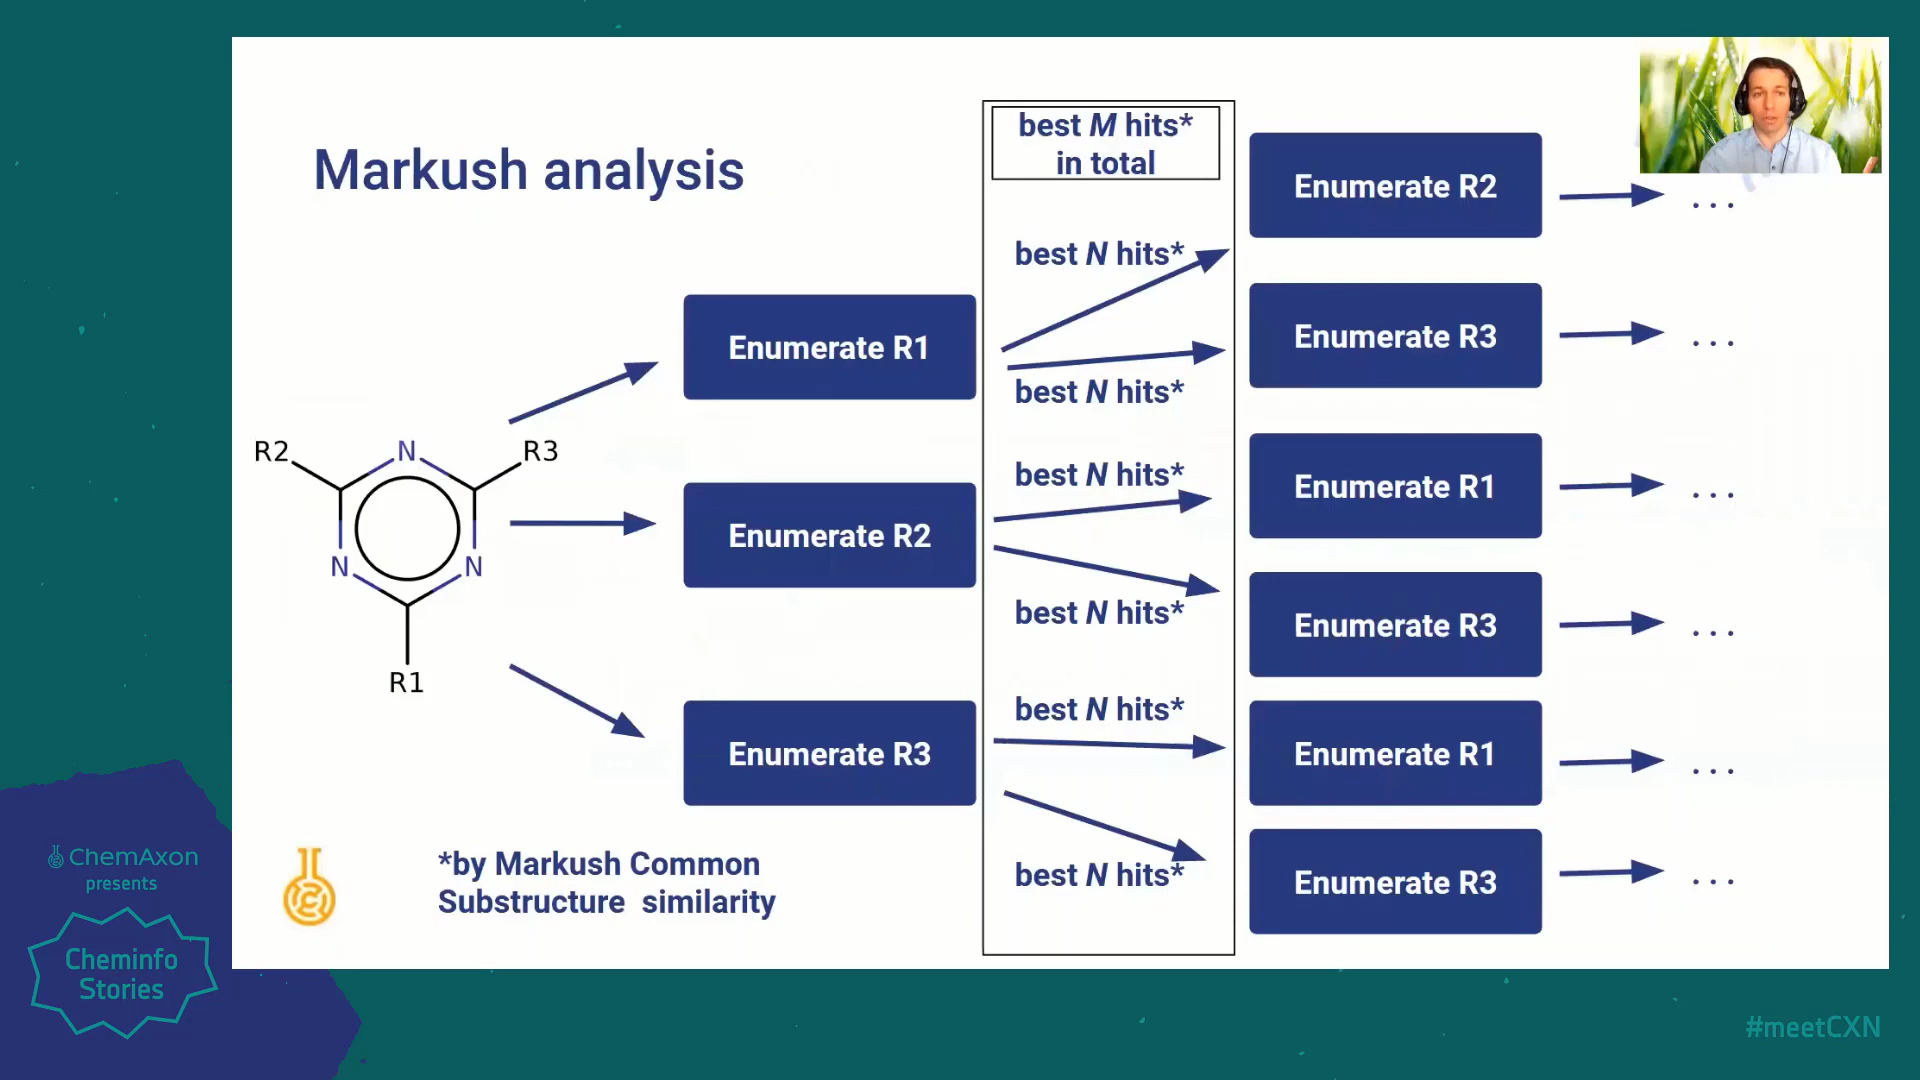 Markush analysis
best M hits*
in total
best N hits*
best N hits*
best N hits*
best N hits*
best N hits*
best N hits*
Enumerate R1
Enumerate R2
Enumerate R3
Enumerate R2
Enumerate R3
Enumerate R1
Enumerate R3
Enumerate R1
Enumerate R3
. . .
. . .
. . .
. . .
. . .
. . .
R2
N
R3
N
N
R1
*by Markush Common
Substructure similarity
ChemAxon
presents
Cheminfo
Stories
#meetCXN